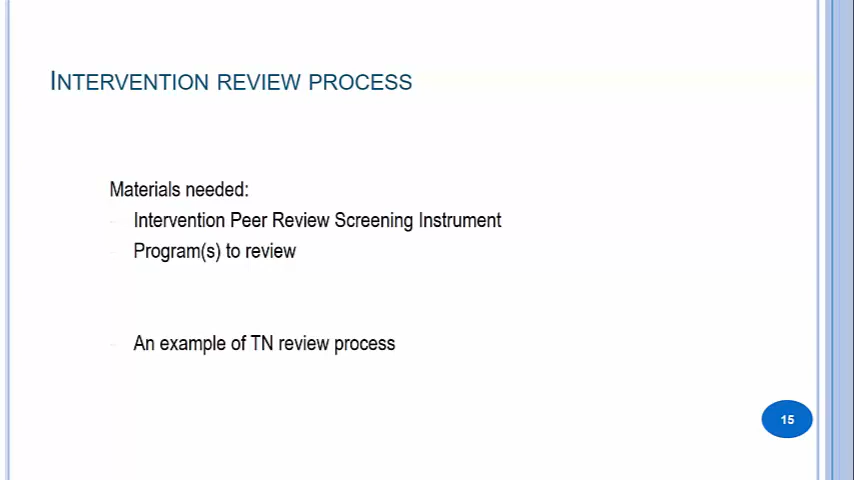 INTERVENTION REVIEW PROCESS
Materials needed:
- Intervention Peer Review Screening Instrument
- Program(s) to review
- An example of TN review process
15